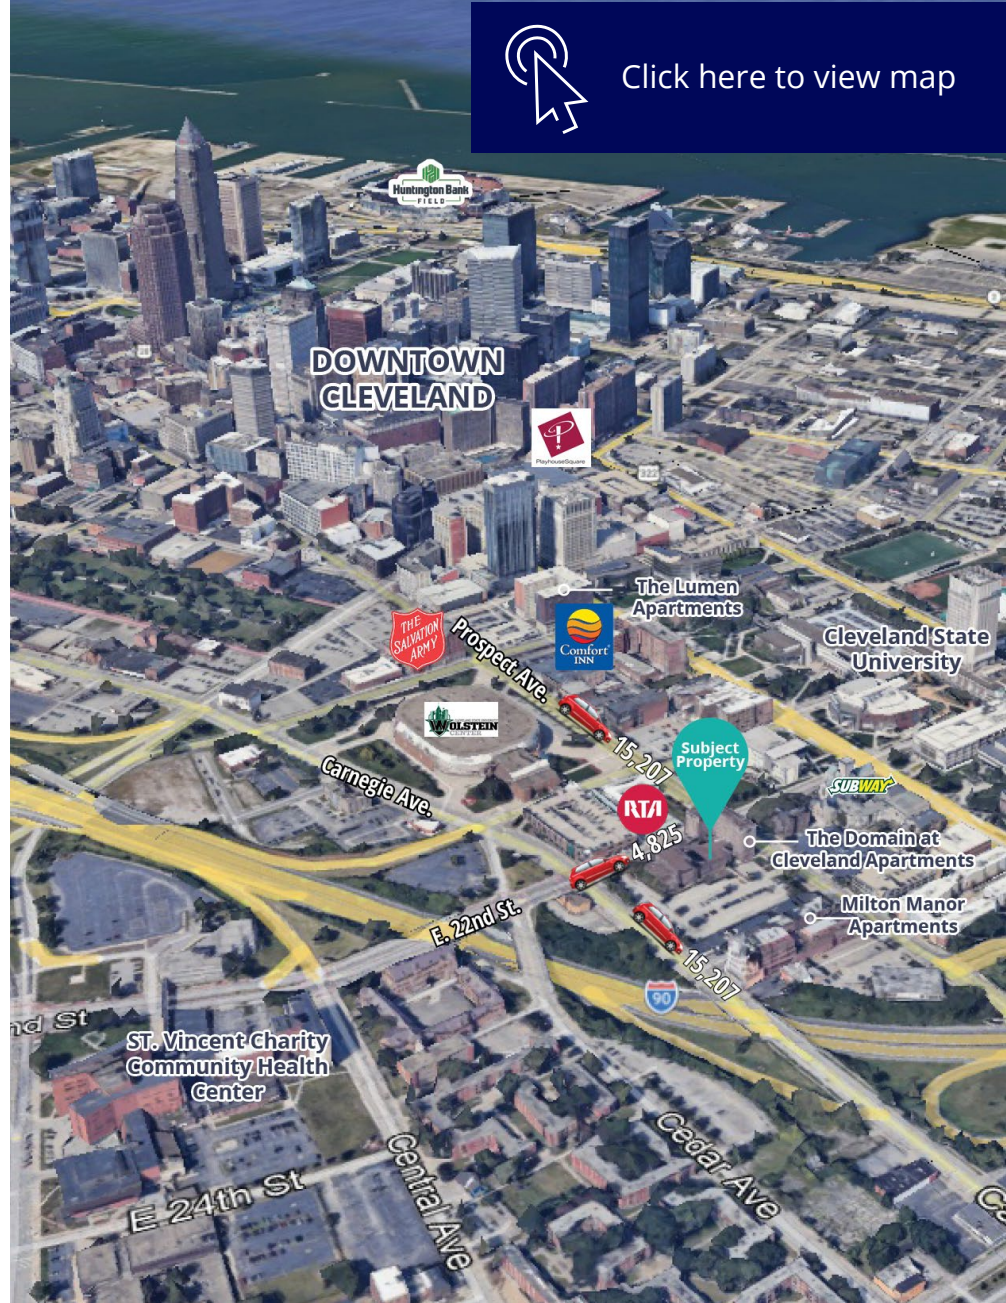 Click here to view map
Huntington Bank
FIELD
DOWNTOWN
CLEVELAND
PlayhouseSquare
322
The Lumen
Apartments
THE
SALVATION
ARMY
Prospect Ave.
Comfort
INN
Cleveland State
University
WOLSTEIN
CENTER
15,207
Subject
Property
Carnegie Ave.
SUBWAY
RTA
4,825
The Domain at
Cleveland Apartments
Milton Manor
Apartments
E. 22nd St.
15,207
90
nd St
ST. Vincent Charity
Community Health
Center
Cedar Ave
Central Ave
E 24th St
Ca